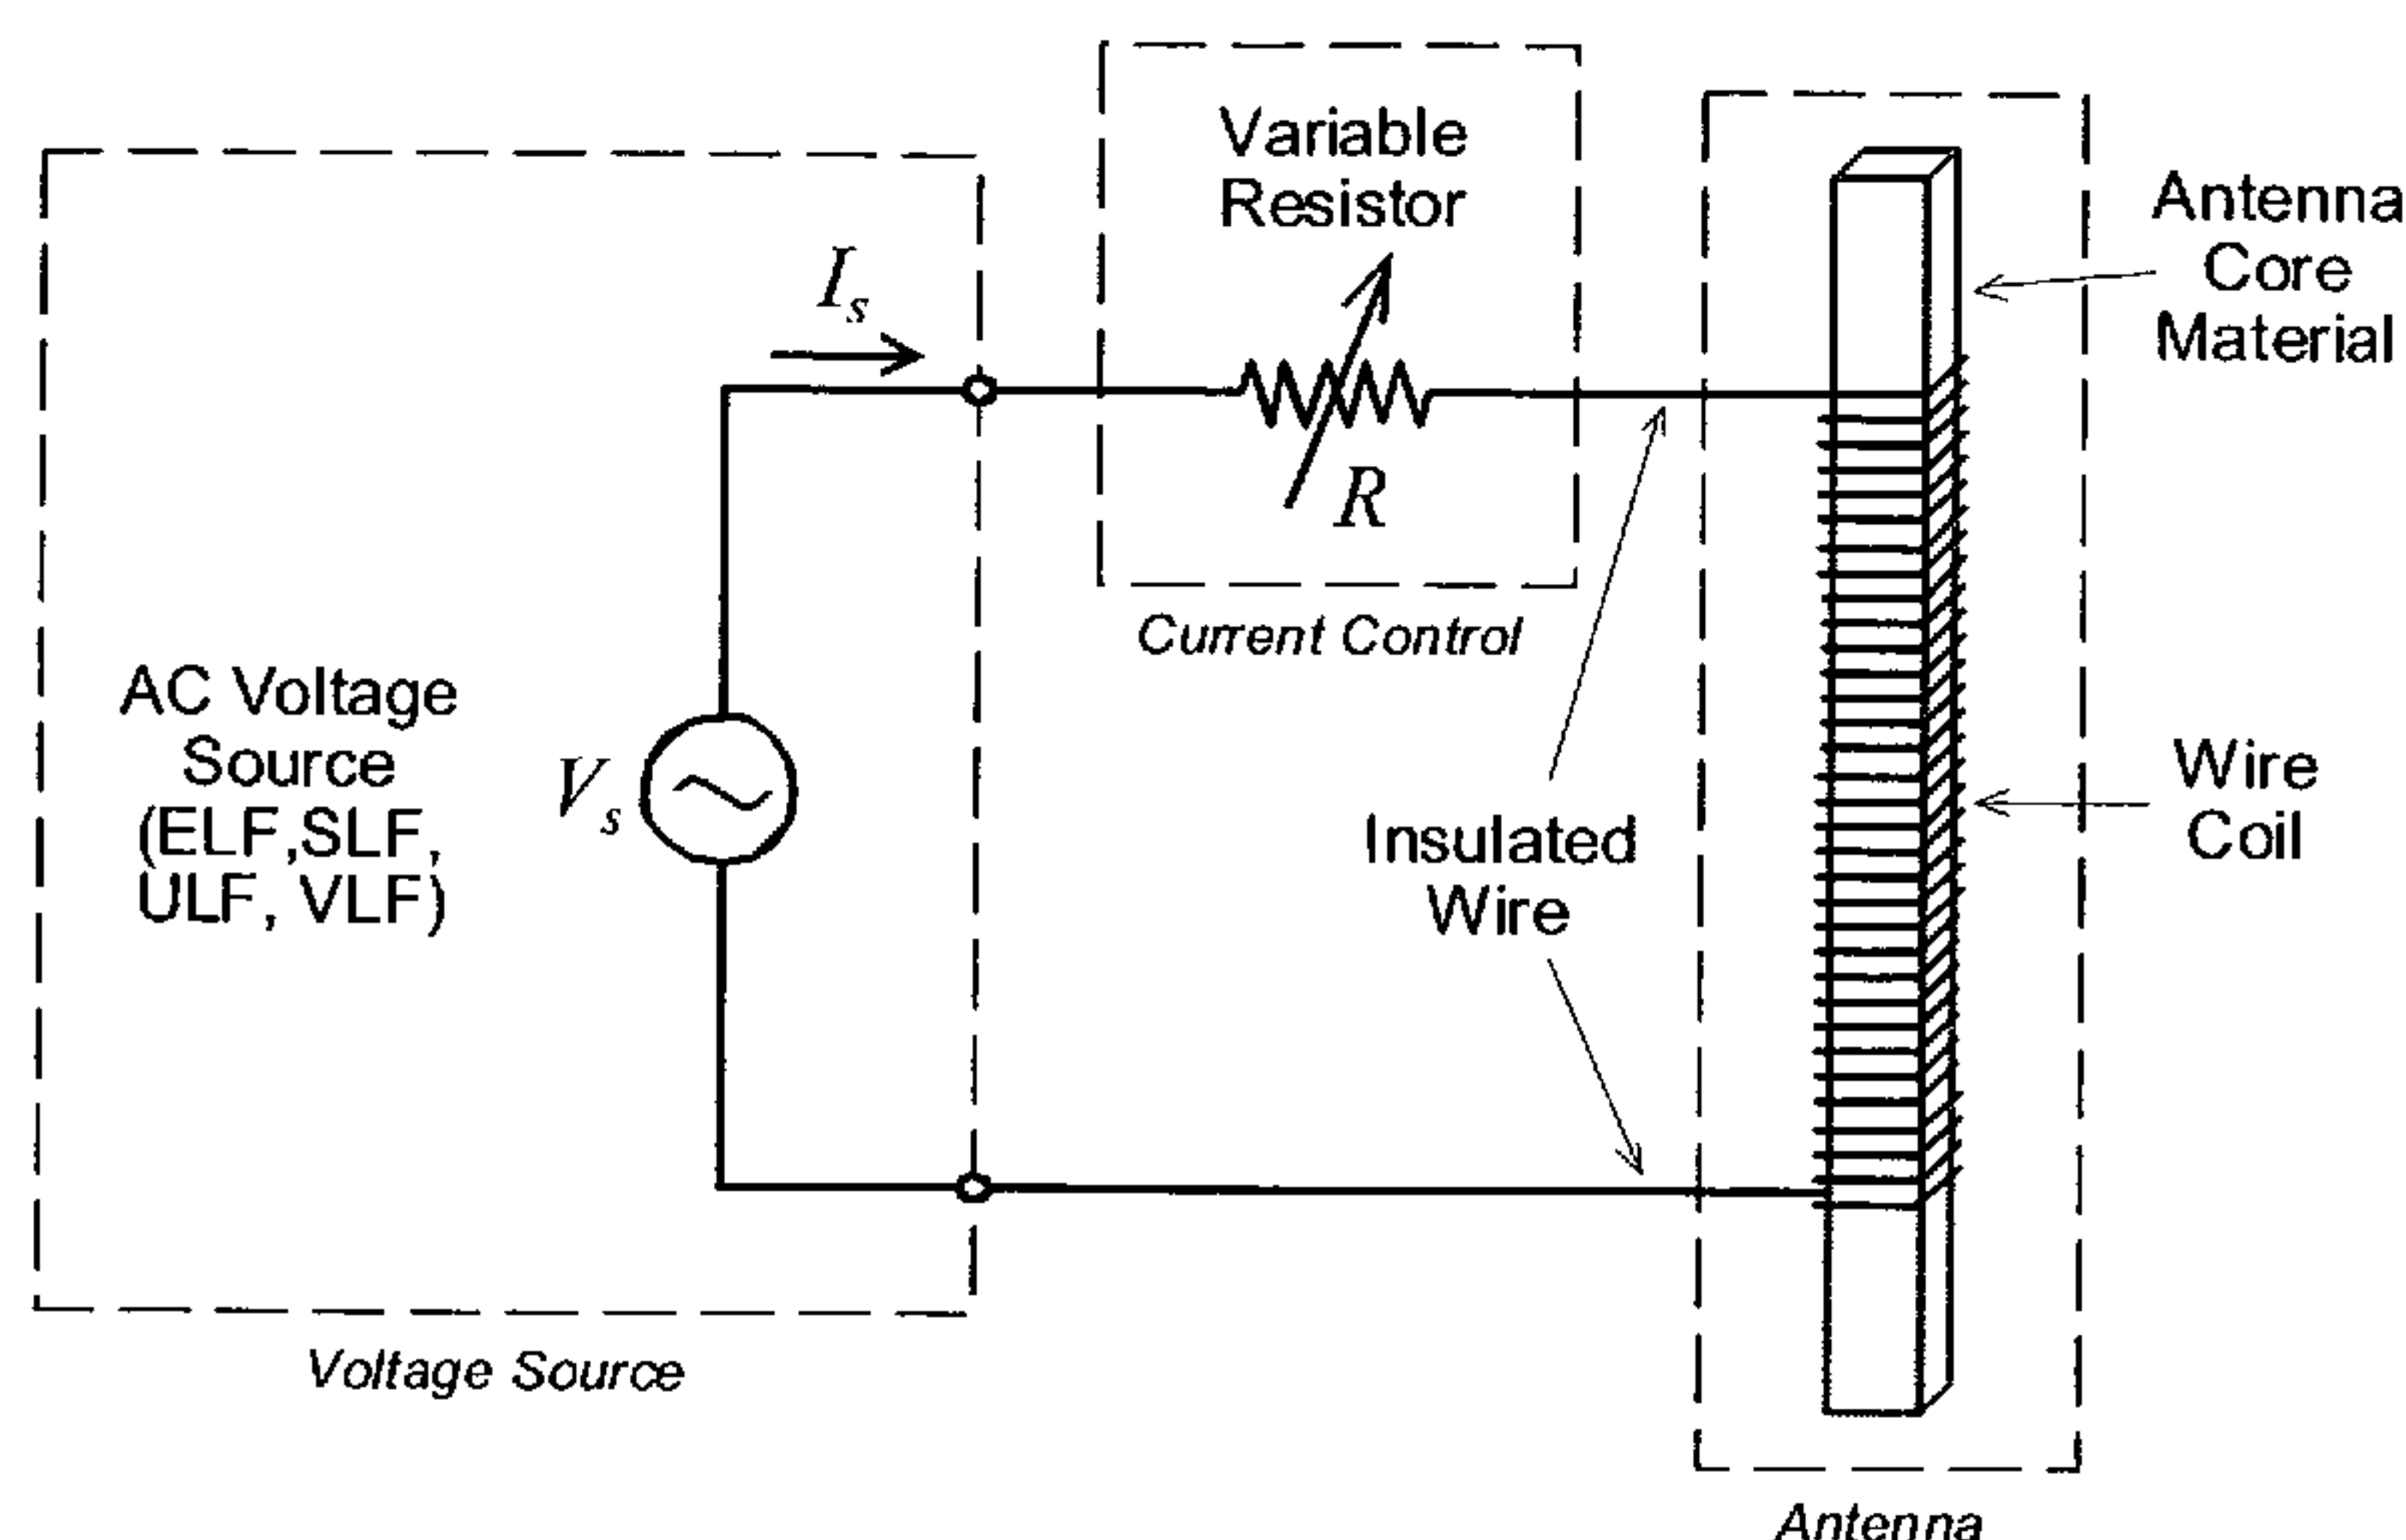 Variable
Resistor
I_s
R
Current Control
AC Voltage
Source
(ELF,SLF,
ULF, VLF)
V_s
Voltage Source
Insulated
Wire
Antenna
Core
Material
Wire
Coil
Antenna